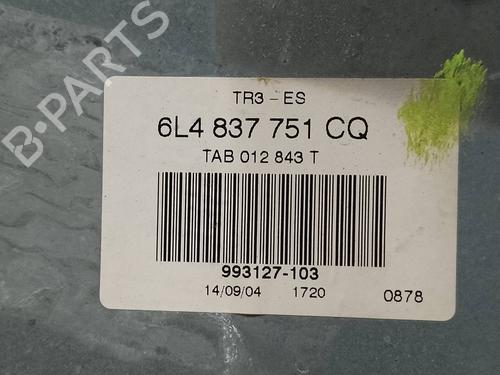 B-PARTS
TR3 - ES
6L4 837 751 CQ
TAB 012 843 T
993127-103
14/09/04 1720 0878